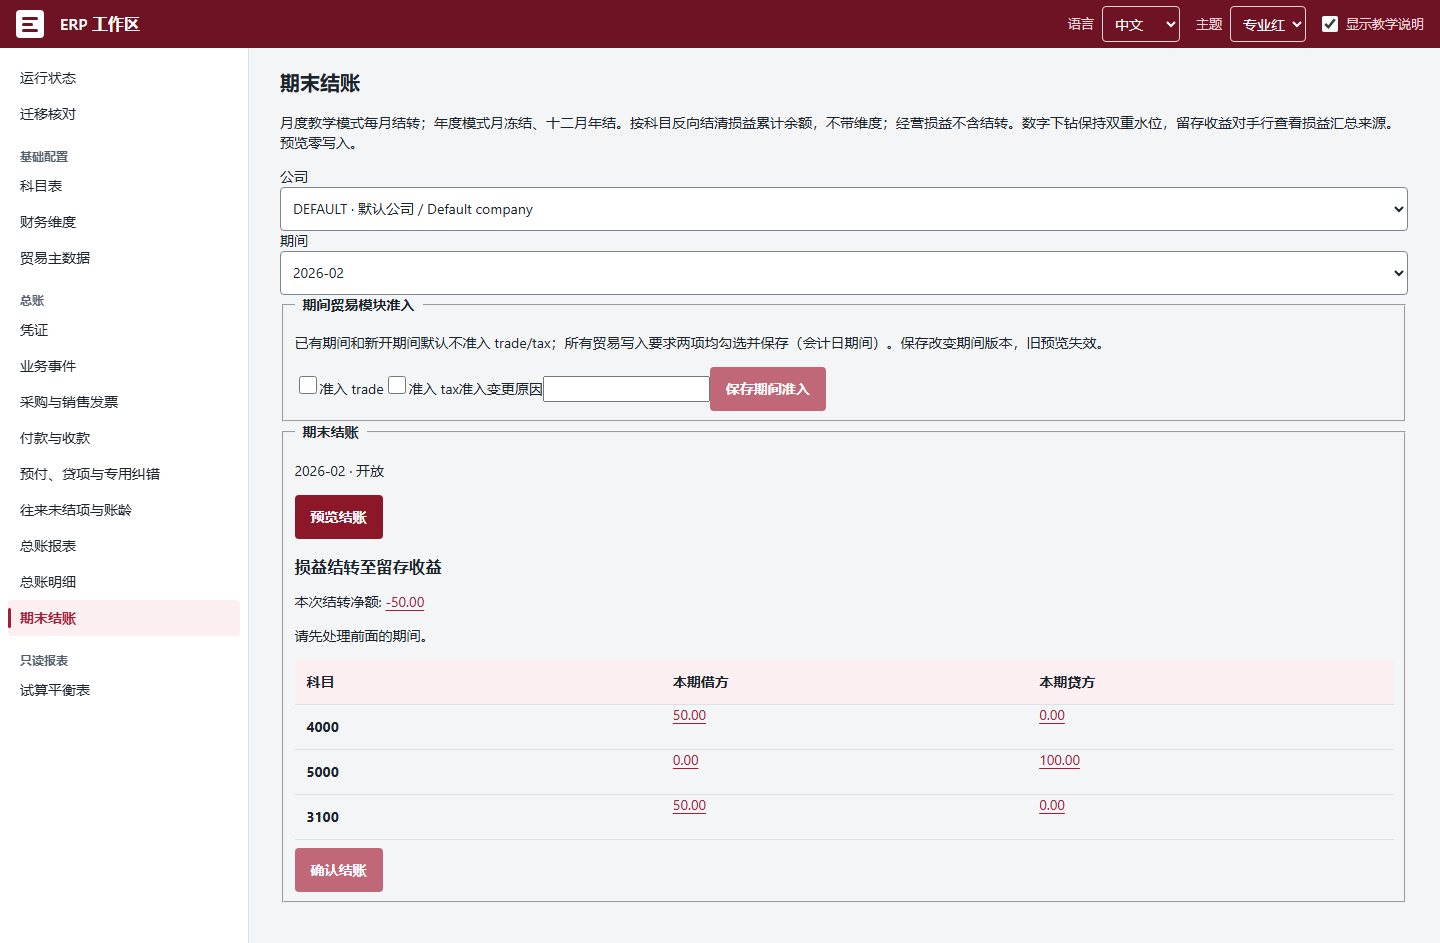 ERP 工作区
语言
中文
主题
专业红
显示教学说明
运行状态
迁移核对
基础配置
科目表
财务维度
贸易主数据
总账
凭证
业务事件
采购与销售发票
付款与收款
预付、贷项与专用纠错
往来未结项与账龄
总账报表
总账明细
期末结账
只读报表
试算平衡表
期末结账
月度教学模式每月结转；年度模式月冻结、十二月年结。按科目反向结清损益累计余额，不带维度；经营损益不含结转。数字下钻保持双重水位，留存收益对手行查看损益汇总来源。
预览零写入。
公司
DEFAULT · 默认公司 / Default company
期间
2026-02
期间贸易模块准入
已有期间和新开期间默认不准入 trade/tax；所有贸易写入要求两项均勾选并保存（会计日期间）。保存改变期间版本，旧预览失效。
准入 trade 准入 tax准入变更原因 保存期间准入
期末结账
2026-02 · 开放
预览结账
损益结转至留存收益
本次结转净额: -50.00
请先处理前面的期间。
科目 本期借方 本期贷方
4000 50.00 0.00
5000 0.00 100.00
3100 50.00 0.00
确认结账